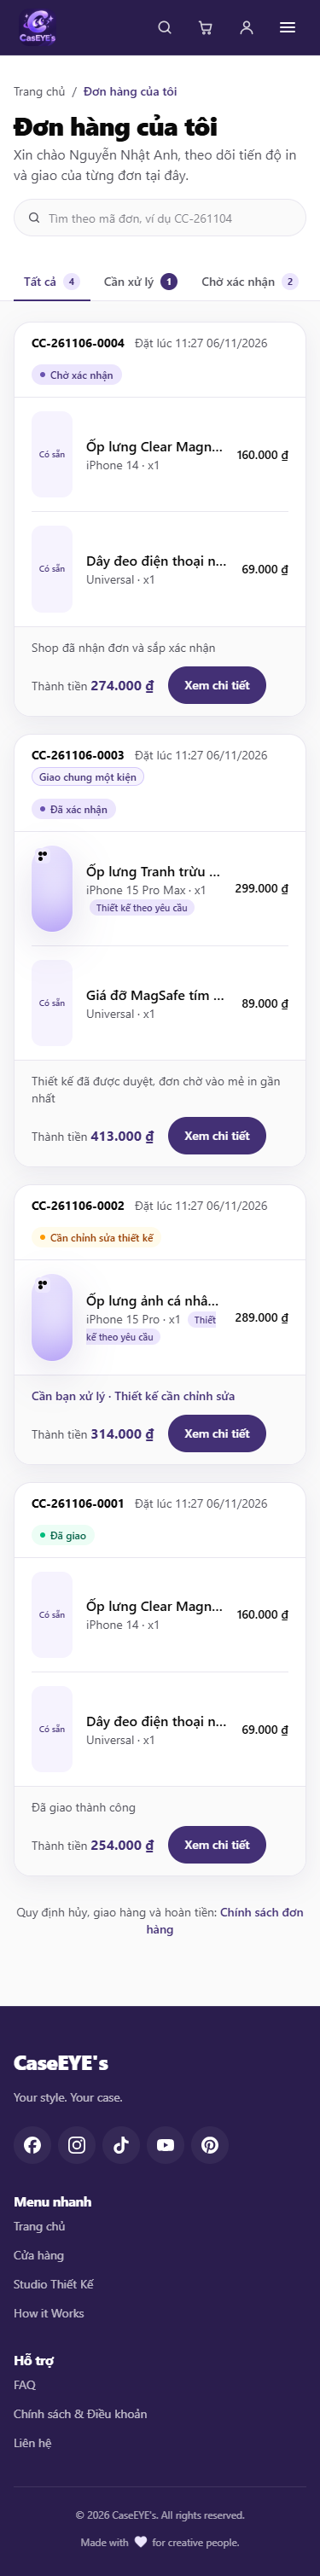 CasEYE's
Trang chủ / Đơn hàng của tôi
Đơn hàng của tôi
Xin chào Nguyễn Nhật Anh, theo dõi tiến độ in
và giao của từng đơn tại đây.
Tìm theo mã đơn, ví dụ CC-261104
Tất cả 4 Cần xử lý 1 Chờ xác nhận 2
CC-261106-0004 Đặt lúc 11:27 06/11/2026
Chờ xác nhận
Có sẵn
Ốp lưng Clear Magn...
iPhone 14 · x1
160.000 ₫
Có sẵn
Dây đeo điện thoại n...
Universal · x1
69.000 ₫
Shop đã nhận đơn và sắp xác nhận
Thành tiền 274.000 ₫ Xem chi tiết
CC-261106-0003 Đặt lúc 11:27 06/11/2026
Giao chung một kiện
Đã xác nhận
Ốp lưng Tranh trừu ...
iPhone 15 Pro Max · x1
Thiết kế theo yêu cầu
299.000 ₫
Có sẵn
Giá đỡ MagSafe tím ...
Universal · x1
89.000 ₫
Thiết kế đã được duyệt, đơn chờ vào mẻ in gần
nhất
Thành tiền 413.000 ₫ Xem chi tiết
CC-261106-0002 Đặt lúc 11:27 06/11/2026
Cần chỉnh sửa thiết kế
Ốp lưng ảnh cá nhâ...
iPhone 15 Pro · x1 Thiết
kế theo yêu cầu
289.000 ₫
Cần bạn xử lý · Thiết kế cần chỉnh sửa
Thành tiền 314.000 ₫ Xem chi tiết
CC-261106-0001 Đặt lúc 11:27 06/11/2026
Đã giao
Có sẵn
Ốp lưng Clear Magn...
iPhone 14 · x1
160.000 ₫
Có sẵn
Dây đeo điện thoại n...
Universal · x1
69.000 ₫
Đã giao thành công
Thành tiền 254.000 ₫ Xem chi tiết
Quy định hủy, giao hàng và hoàn tiền: Chính sách đơn
hàng
CaseEYE's
Your style. Your case.
Menu nhanh
Trang chủ
Cửa hàng
Studio Thiết Kế
How it Works
Hỗ trợ
FAQ
Chính sách & Điều khoản
Liên hệ
© 2026 CaseEYE's. All rights reserved.
Made with for creative people.